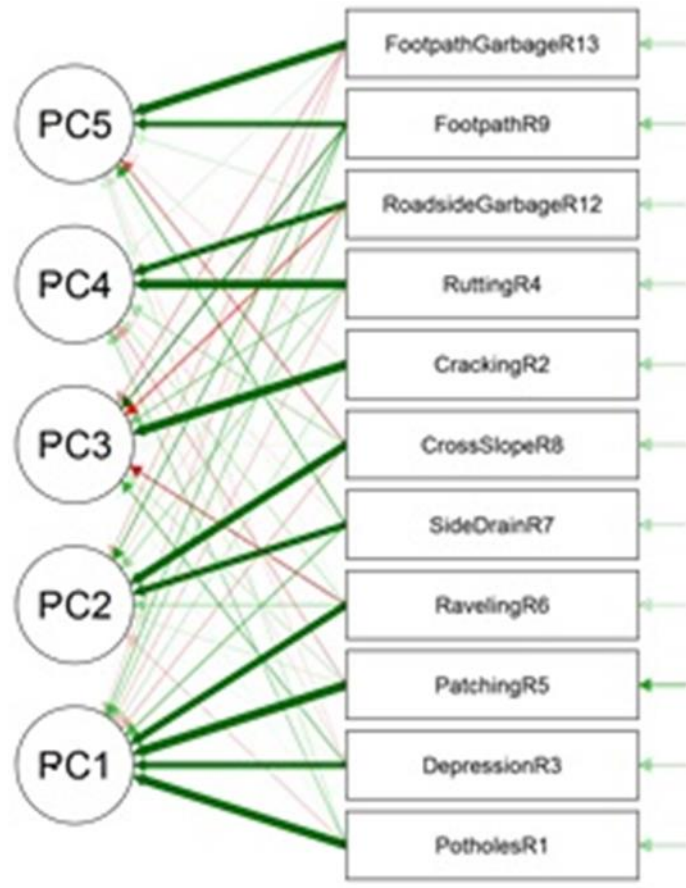 PC5
PC4
PC3
PC2
PC1
FootpathGarbageR13
FootpathR9
RoadsideGarbageR12
RuttingR4
CrackingR2
CrossSlopeR8
SideDrainR7
RavelingR6
PatchingR5
DepressionR3
PotholesR1